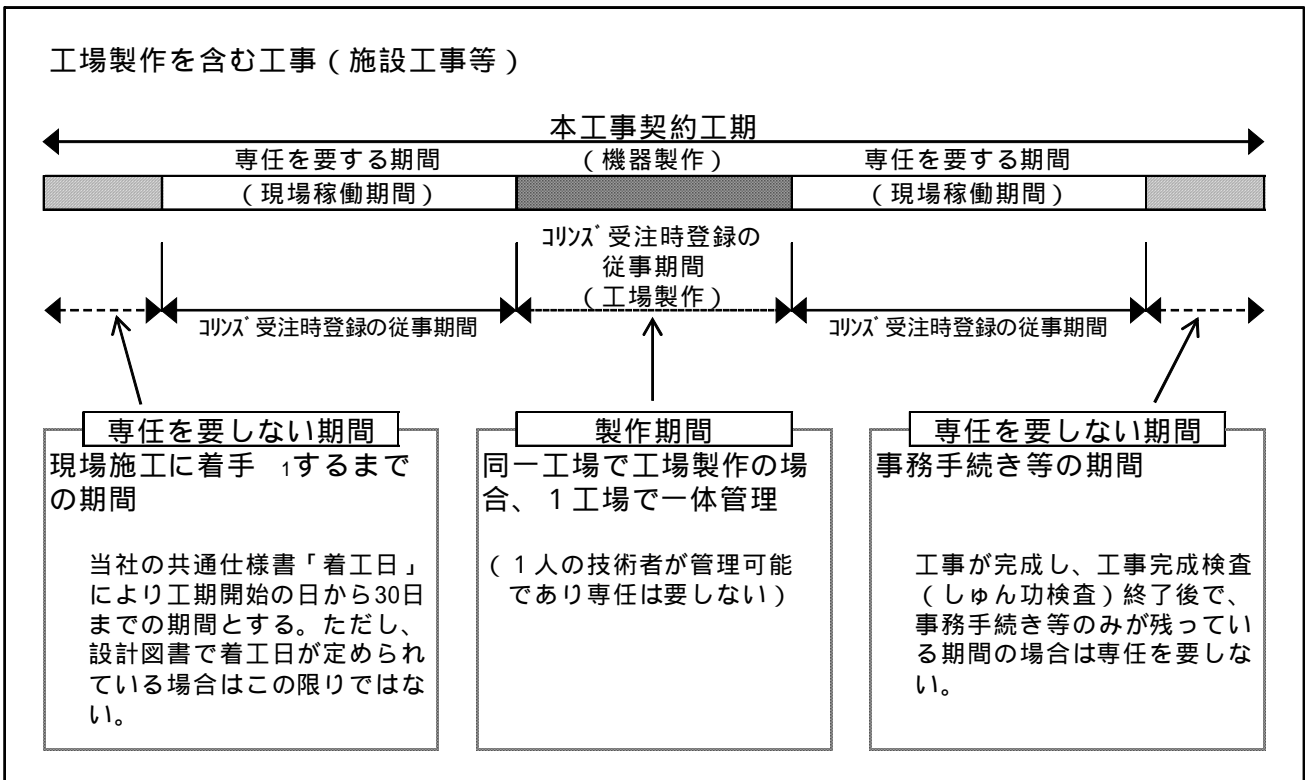 工場製作を含む工事(施設工事等)
本工事契約工期
専任を要する期間
(機器製作)
専任を要する期間
(現場稼働期間)
(現場稼働期間)
コリンズ受注時登録の
従事期間
(工場製作)
コリンズ受注時登録の従事期間
コリンズ受注時登録の従事期間
専任を要しない期間
現場施工に着手 1するまで
の期間
当社の共通仕様書「着工日」
により工期開始の日から30日
までの期間とする。ただし、
設計図書で着工日が定められ
ている場合はこの限りではな
い。
製作期間
同一工場で工場製作の場
合、1工場で一体管理
(1人の技術者が管理可能
であり専任は要しない)
専任を要しない期間
事務手続き等の期間
工事が完成し、工事完成検査
(しゅん功検査)終了後で、
事務手続き等のみが残ってい
る期間の場合は専任を要しな
い。